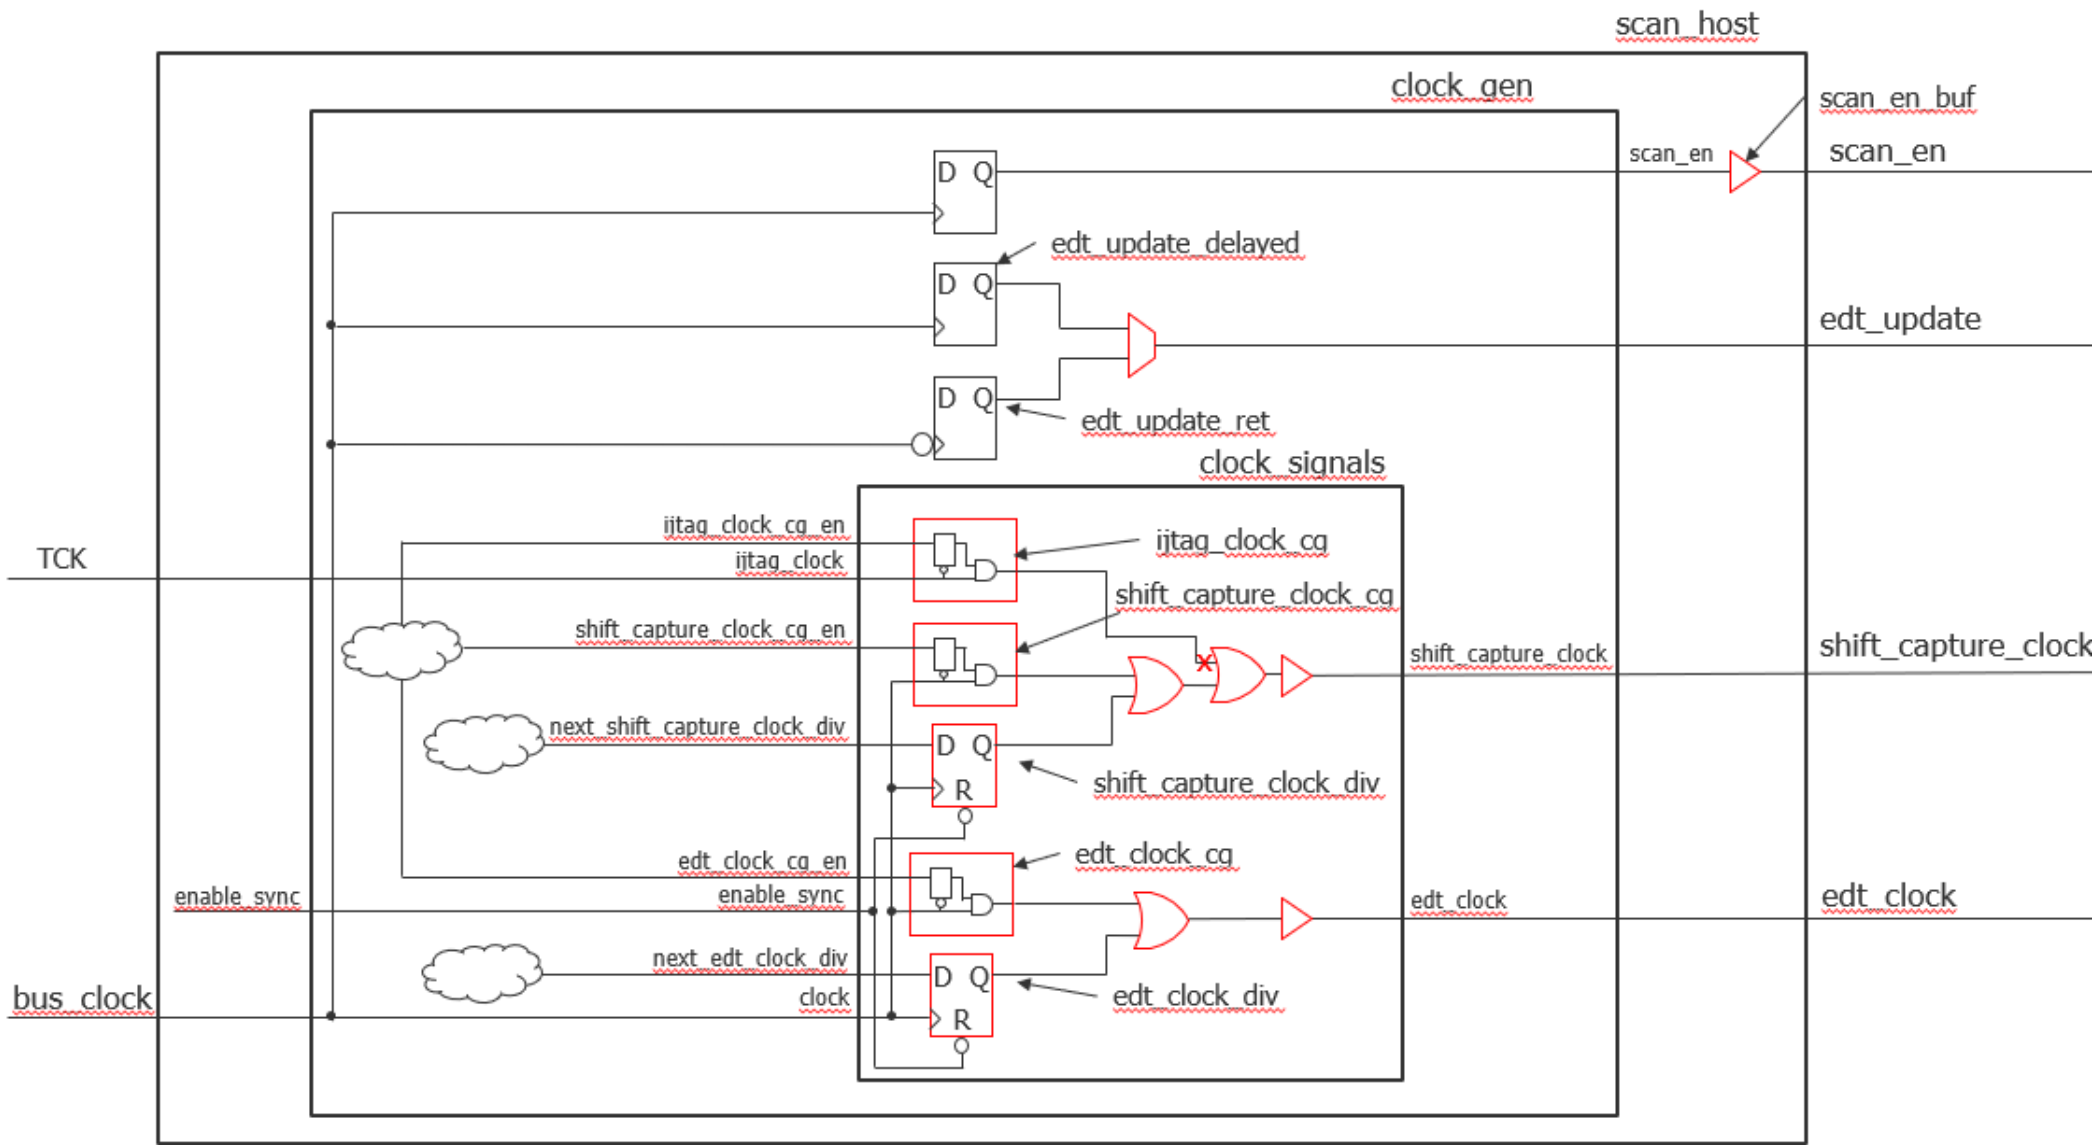 scan_host
clock_gen
scan_en_buf
scan_en
scan_en
D Q
edt_update_delayed
D Q
edt_update
D Q
edt_update_ret
clock_signals
ijtag_clock_cg_en
ijtag_clock_cg
TCK
ijtag_clock
shift_capture_clock_cg
shift_capture_clock_cg_en
shift_capture_clock
shift_capture_clock
next_shift_capture_clock_div
D Q
R
shift_capture_clock_div
edt_clock_cg_en
edt_clock_cg
enable_sync
enable_sync
edt_clock
edt_clock
next_edt_clock_div
D Q
bus_clock
clock
R
edt_clock_div